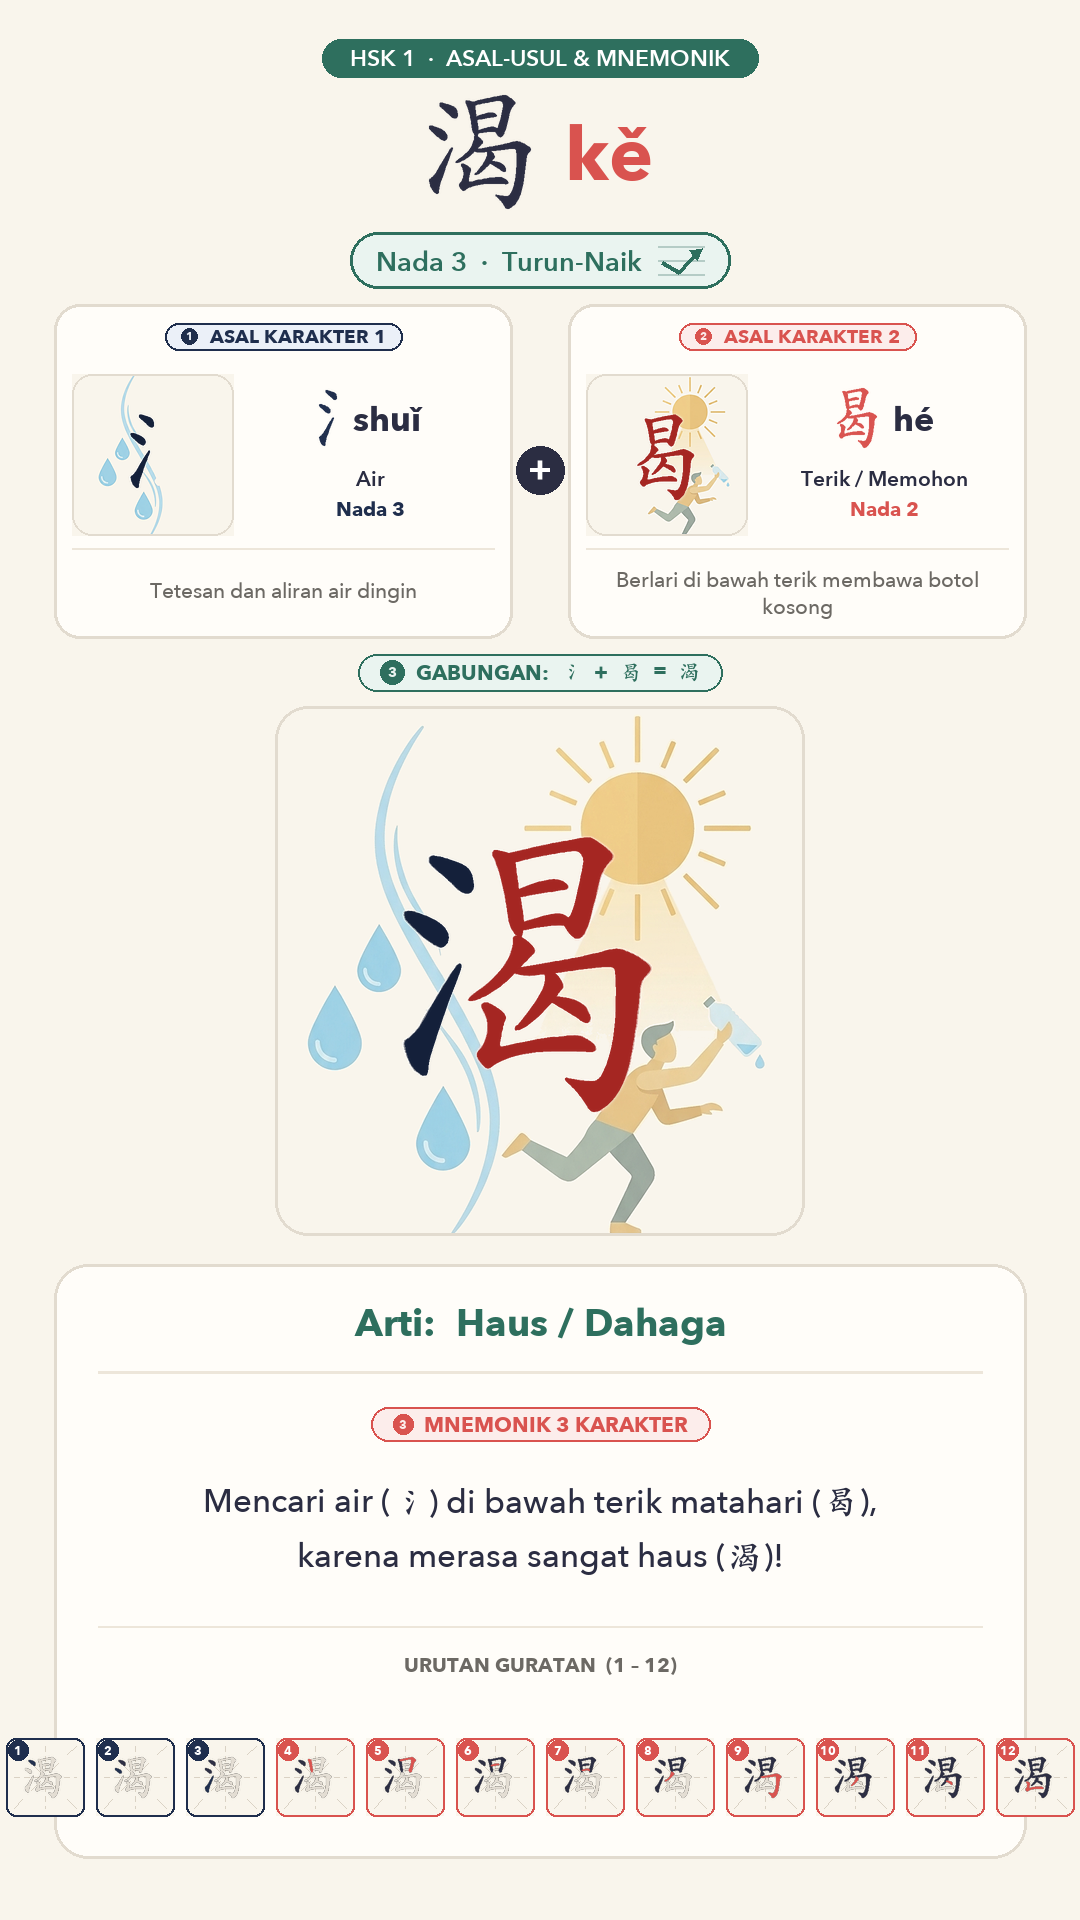 HSK 1 · ASAL-USUL & MNEMONIK
渴 kě
Nada 3 · Turun-Naik
1 ASAL KARAKTER 1
氵
氵 shuǐ
Air
Nada 3
Tetesan dan aliran air dingin
+
2 ASAL KARAKTER 2
曷
曷 hé
Terik / Memohon
Nada 2
Berlari di bawah terik membawa botol
kosong
3 GABUNGAN: 氵 + 曷 = 渴
渴
Arti: Haus / Dahaga
3 MNEMONIK 3 KARAKTER
Mencari air ( 氵 ) di bawah terik matahari ( 曷 ),
karena merasa sangat haus ( 渴 )!
URUTAN GURATAN (1 – 12)
1 渴 2 渴 3 渴 4 渴 5 渴 6 渴 7 渴 8 渴 9 渴 10 渴 11 渴 12 渴